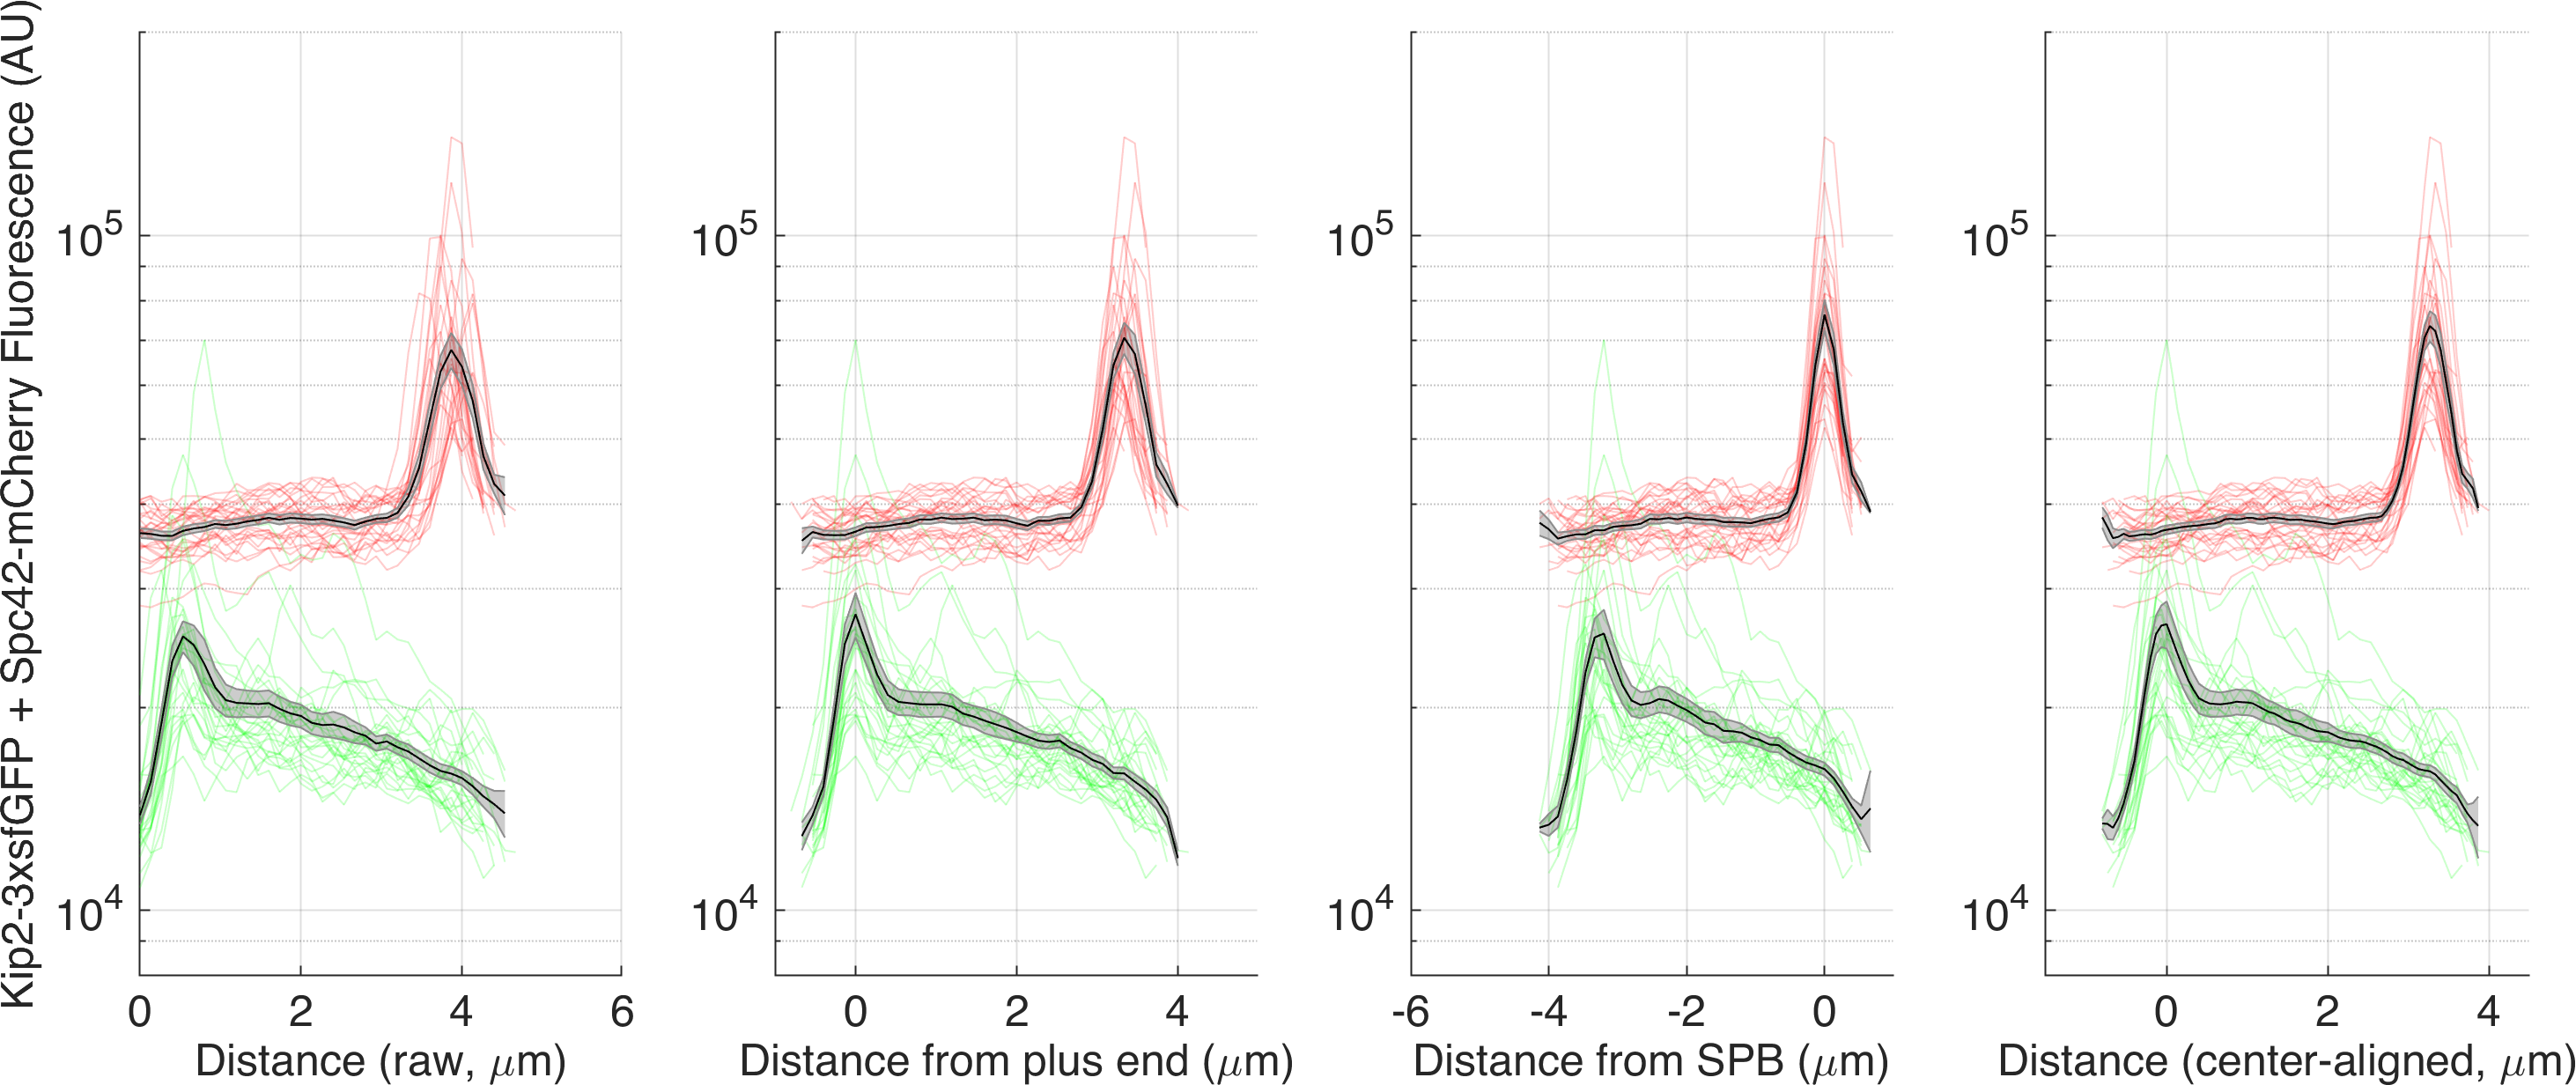 Kip2-3xsfGFP + Spc42-mCherry Fluorescence (AU)
10^5
10^4
0 2 4 6
Distance (raw, μm)
10^5
10^4
0 2 4
Distance from plus end (μm)
10^5
10^4
-6 -4 -2 0
Distance from SPB (μm)
10^5
10^4
0 2 4
Distance (center-aligned, μm)